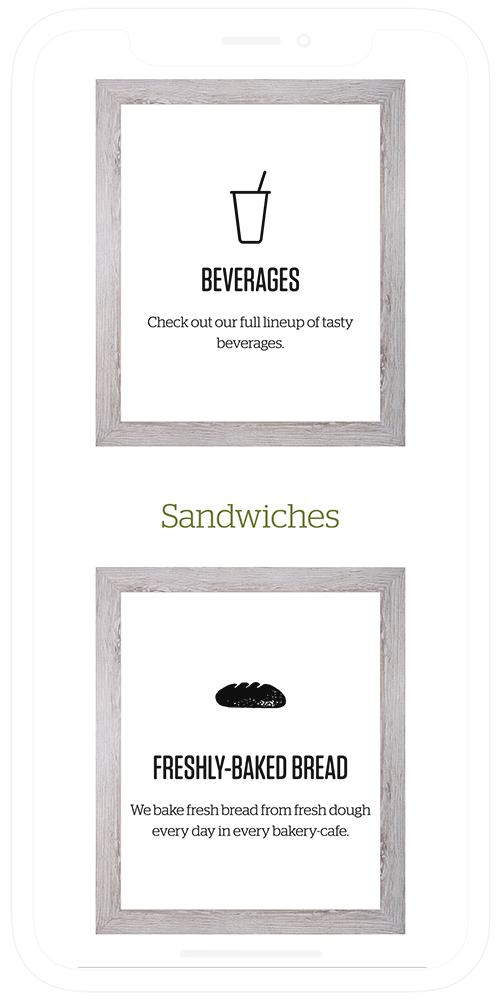 BEVERAGES
Check out our full lineup of tasty
beverages.
Sandwiches
FRESHLY-BAKED BREAD
We bake fresh bread from fresh dough
every day in every bakery-cafe.